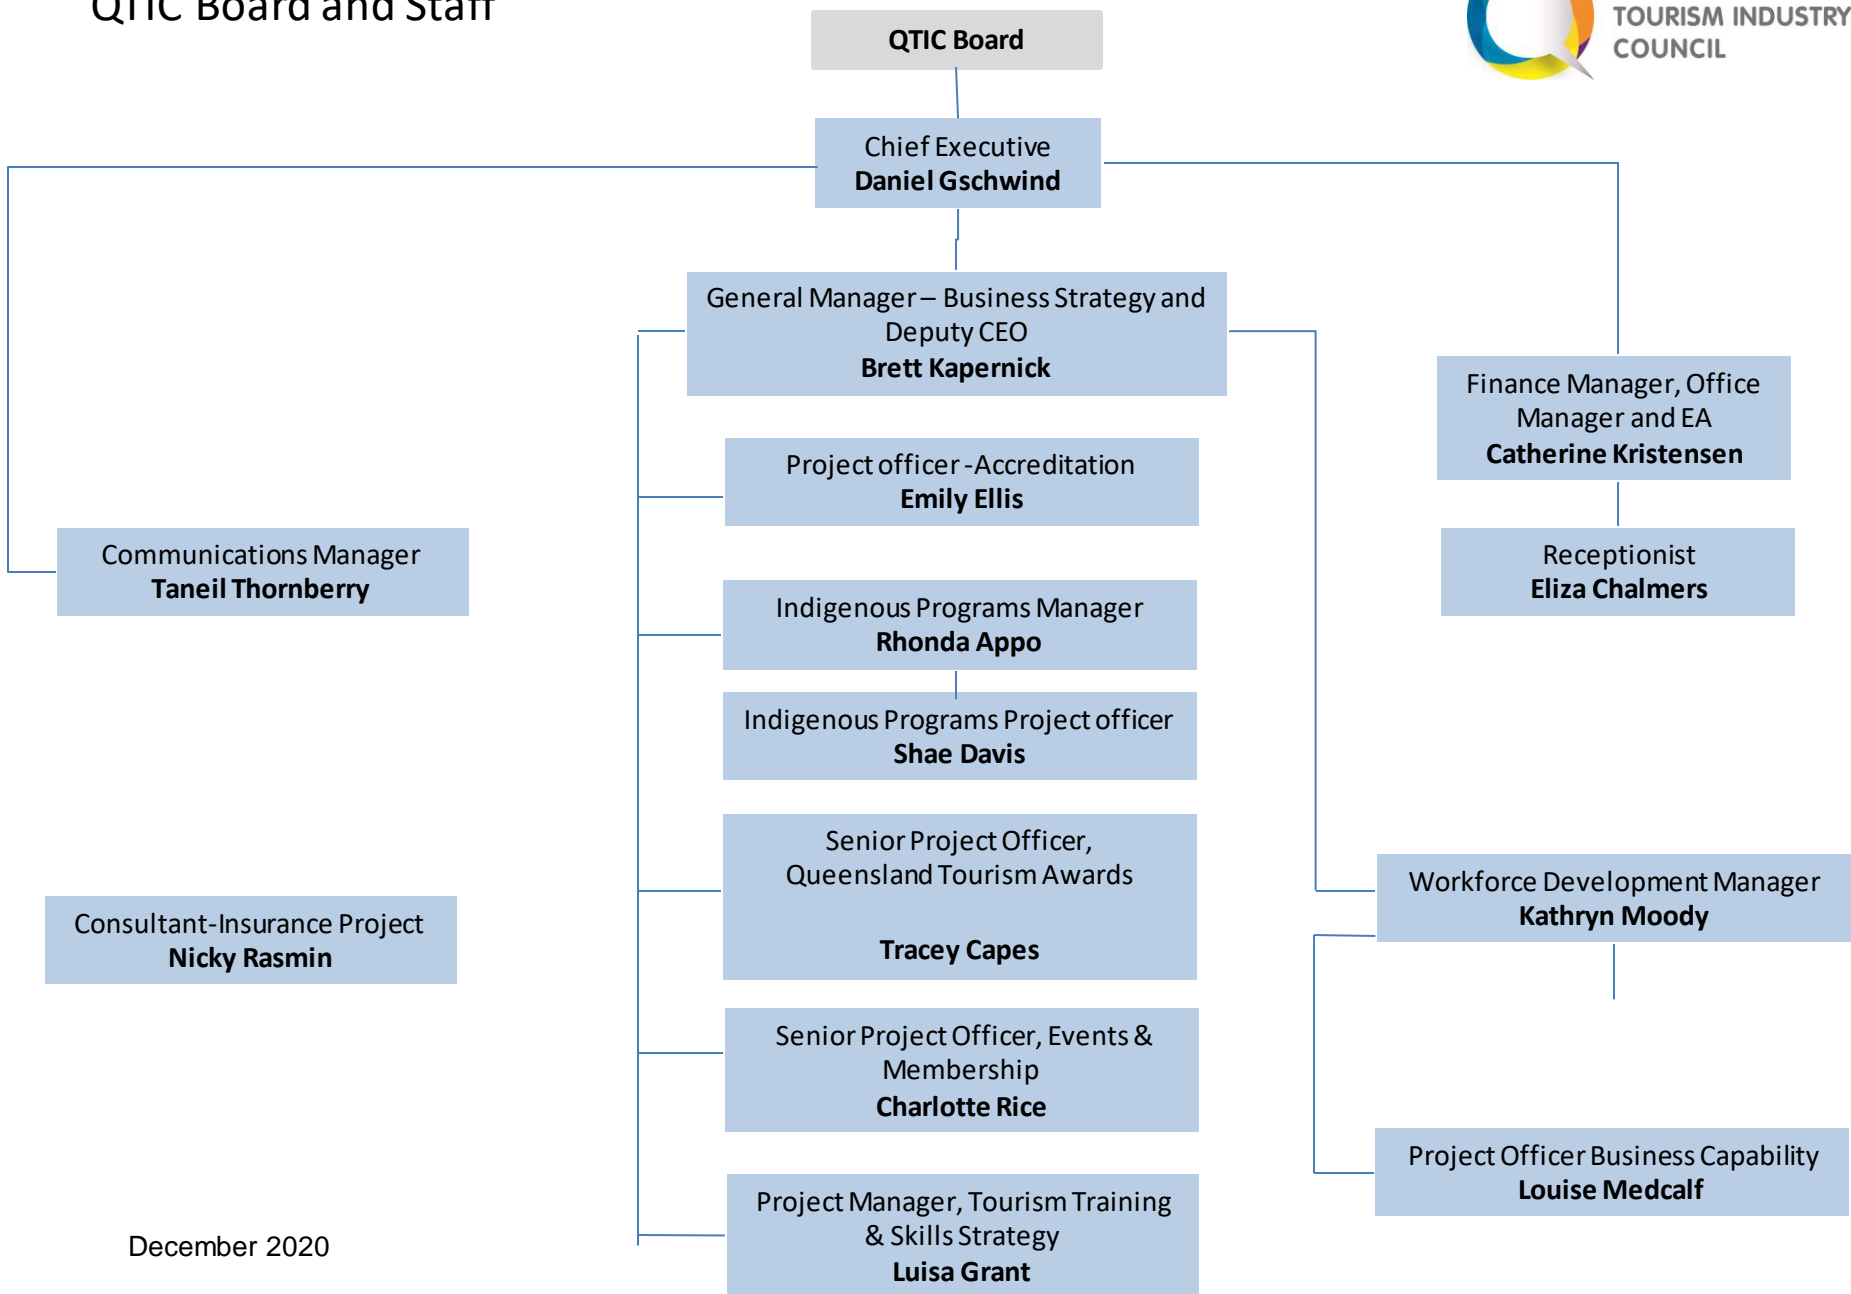 QTIC Board and Staff
TOURISM INDUSTRY
COUNCIL
QTIC Board
Chief Executive
Daniel Gschwind
General Manager – Business Strategy and
Deputy CEO
Brett Kapernick
Finance Manager, Office
Manager and EA
Catherine Kristensen
Project officer -Accreditation
Emily Ellis
Communications Manager
Taneil Thornberry
Receptionist
Eliza Chalmers
Indigenous Programs Manager
Rhonda Appo
Indigenous Programs Project officer
Shae Davis
Senior Project Officer,
Queensland Tourism Awards
Tracey Capes
Workforce Development Manager
Kathryn Moody
Consultant-Insurance Project
Nicky Rasmin
Senior Project Officer, Events &
Membership
Charlotte Rice
Project Officer Business Capability
Louise Medcalf
Project Manager, Tourism Training
& Skills Strategy
Luisa Grant
December 2020